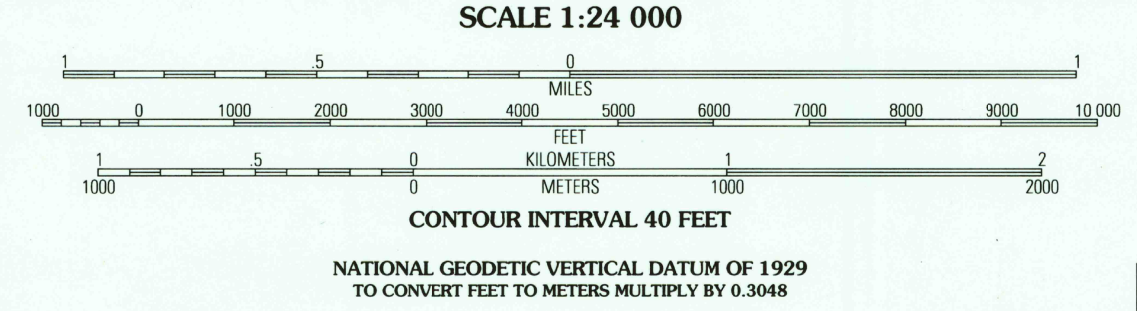 SCALE 1:24 000
1 .5 0 1
MILES
1000 0 1000 2000 3000 4000 5000 6000 7000 8000 9000 10 000
FEET
1 .5 0 KILOMETERS 1 2
1000 0 METERS 1000 2000
CONTOUR INTERVAL 40 FEET
NATIONAL GEODETIC VERTICAL DATUM OF 1929
TO CONVERT FEET TO METERS MULTIPLY BY 0.3048